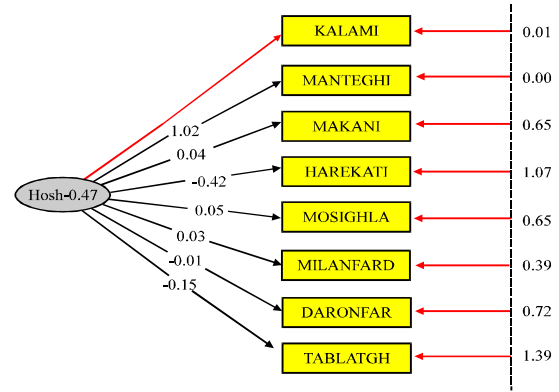 KALAMI 0.01
MANTEGHI 0.00
1.02
MAKANI 0.65
0.04
HAREKATI 1.07
-0.42
Hosh-0.47
0.05
MOSIGHLA 0.65
0.03
MILANFARD 0.39
-0.01
-0.15
DARONFAR 0.72
TABLATGH 1.39